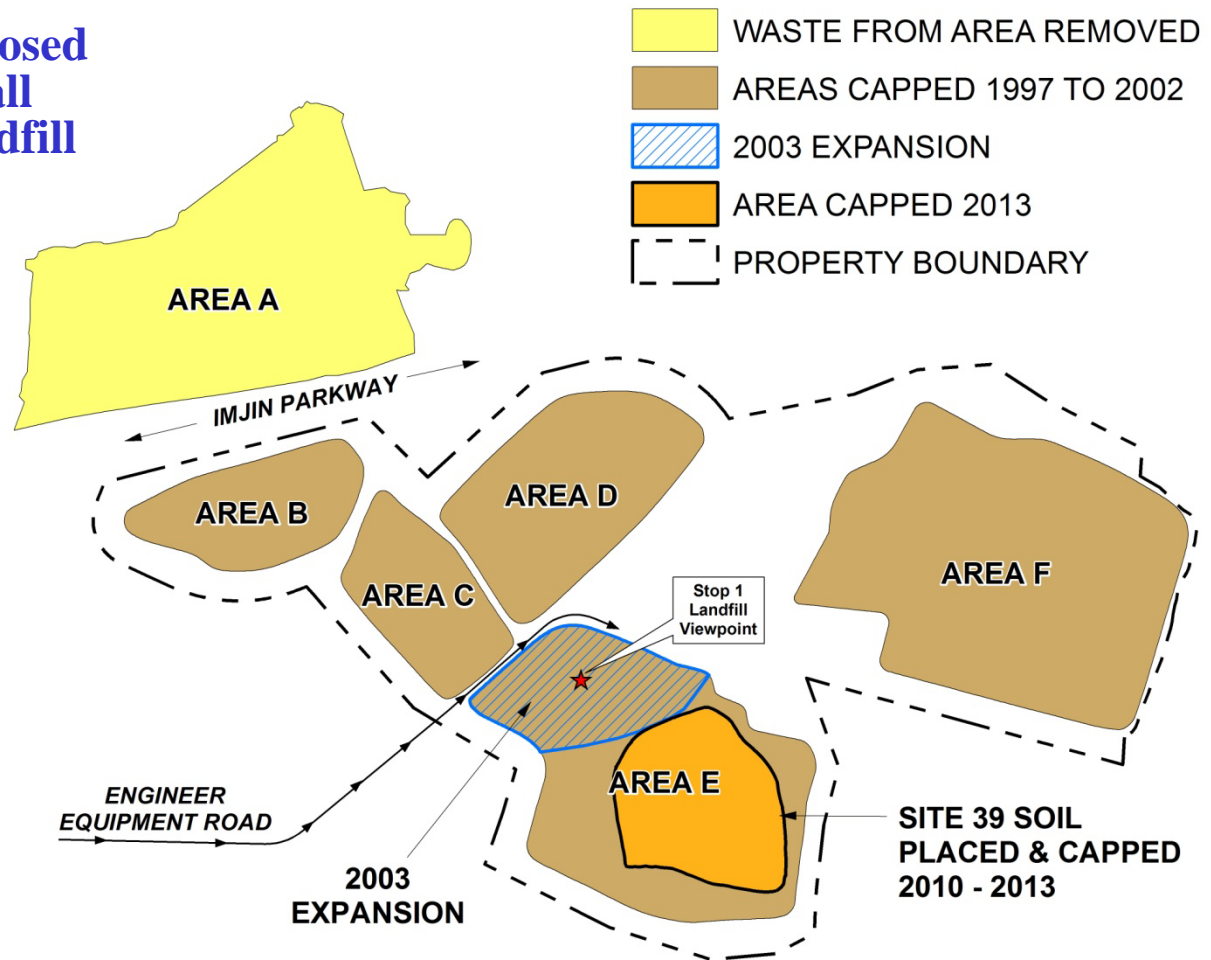 WASTE FROM AREA REMOVED
AREAS CAPPED 1997 TO 2002
2003 EXPANSION
AREA CAPPED 2013
PROPERTY BOUNDARY
AREA A
IMJIN PARKWAY
AREA B
AREA D
AREA C
AREA F
Stop 1
Landfill
Viewpoint
AREA E
ENGINEER
EQUIPMENT ROAD
2003
EXPANSION
SITE 39 SOIL
PLACED & CAPPED
2010 - 2013